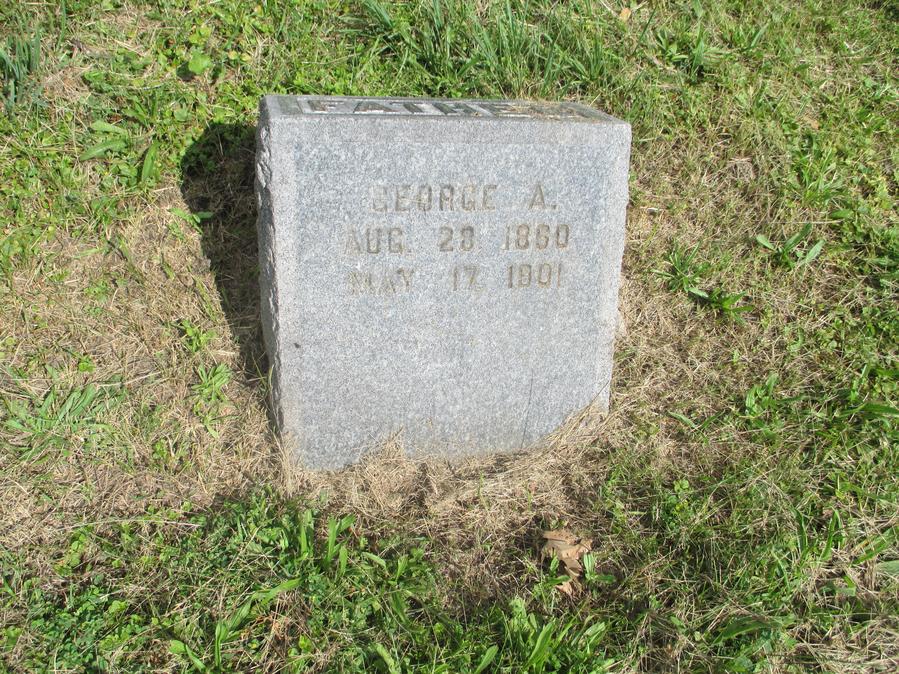 FATHER
GEORGE A.
AUG. 28. 1860
MAY 17, 1901